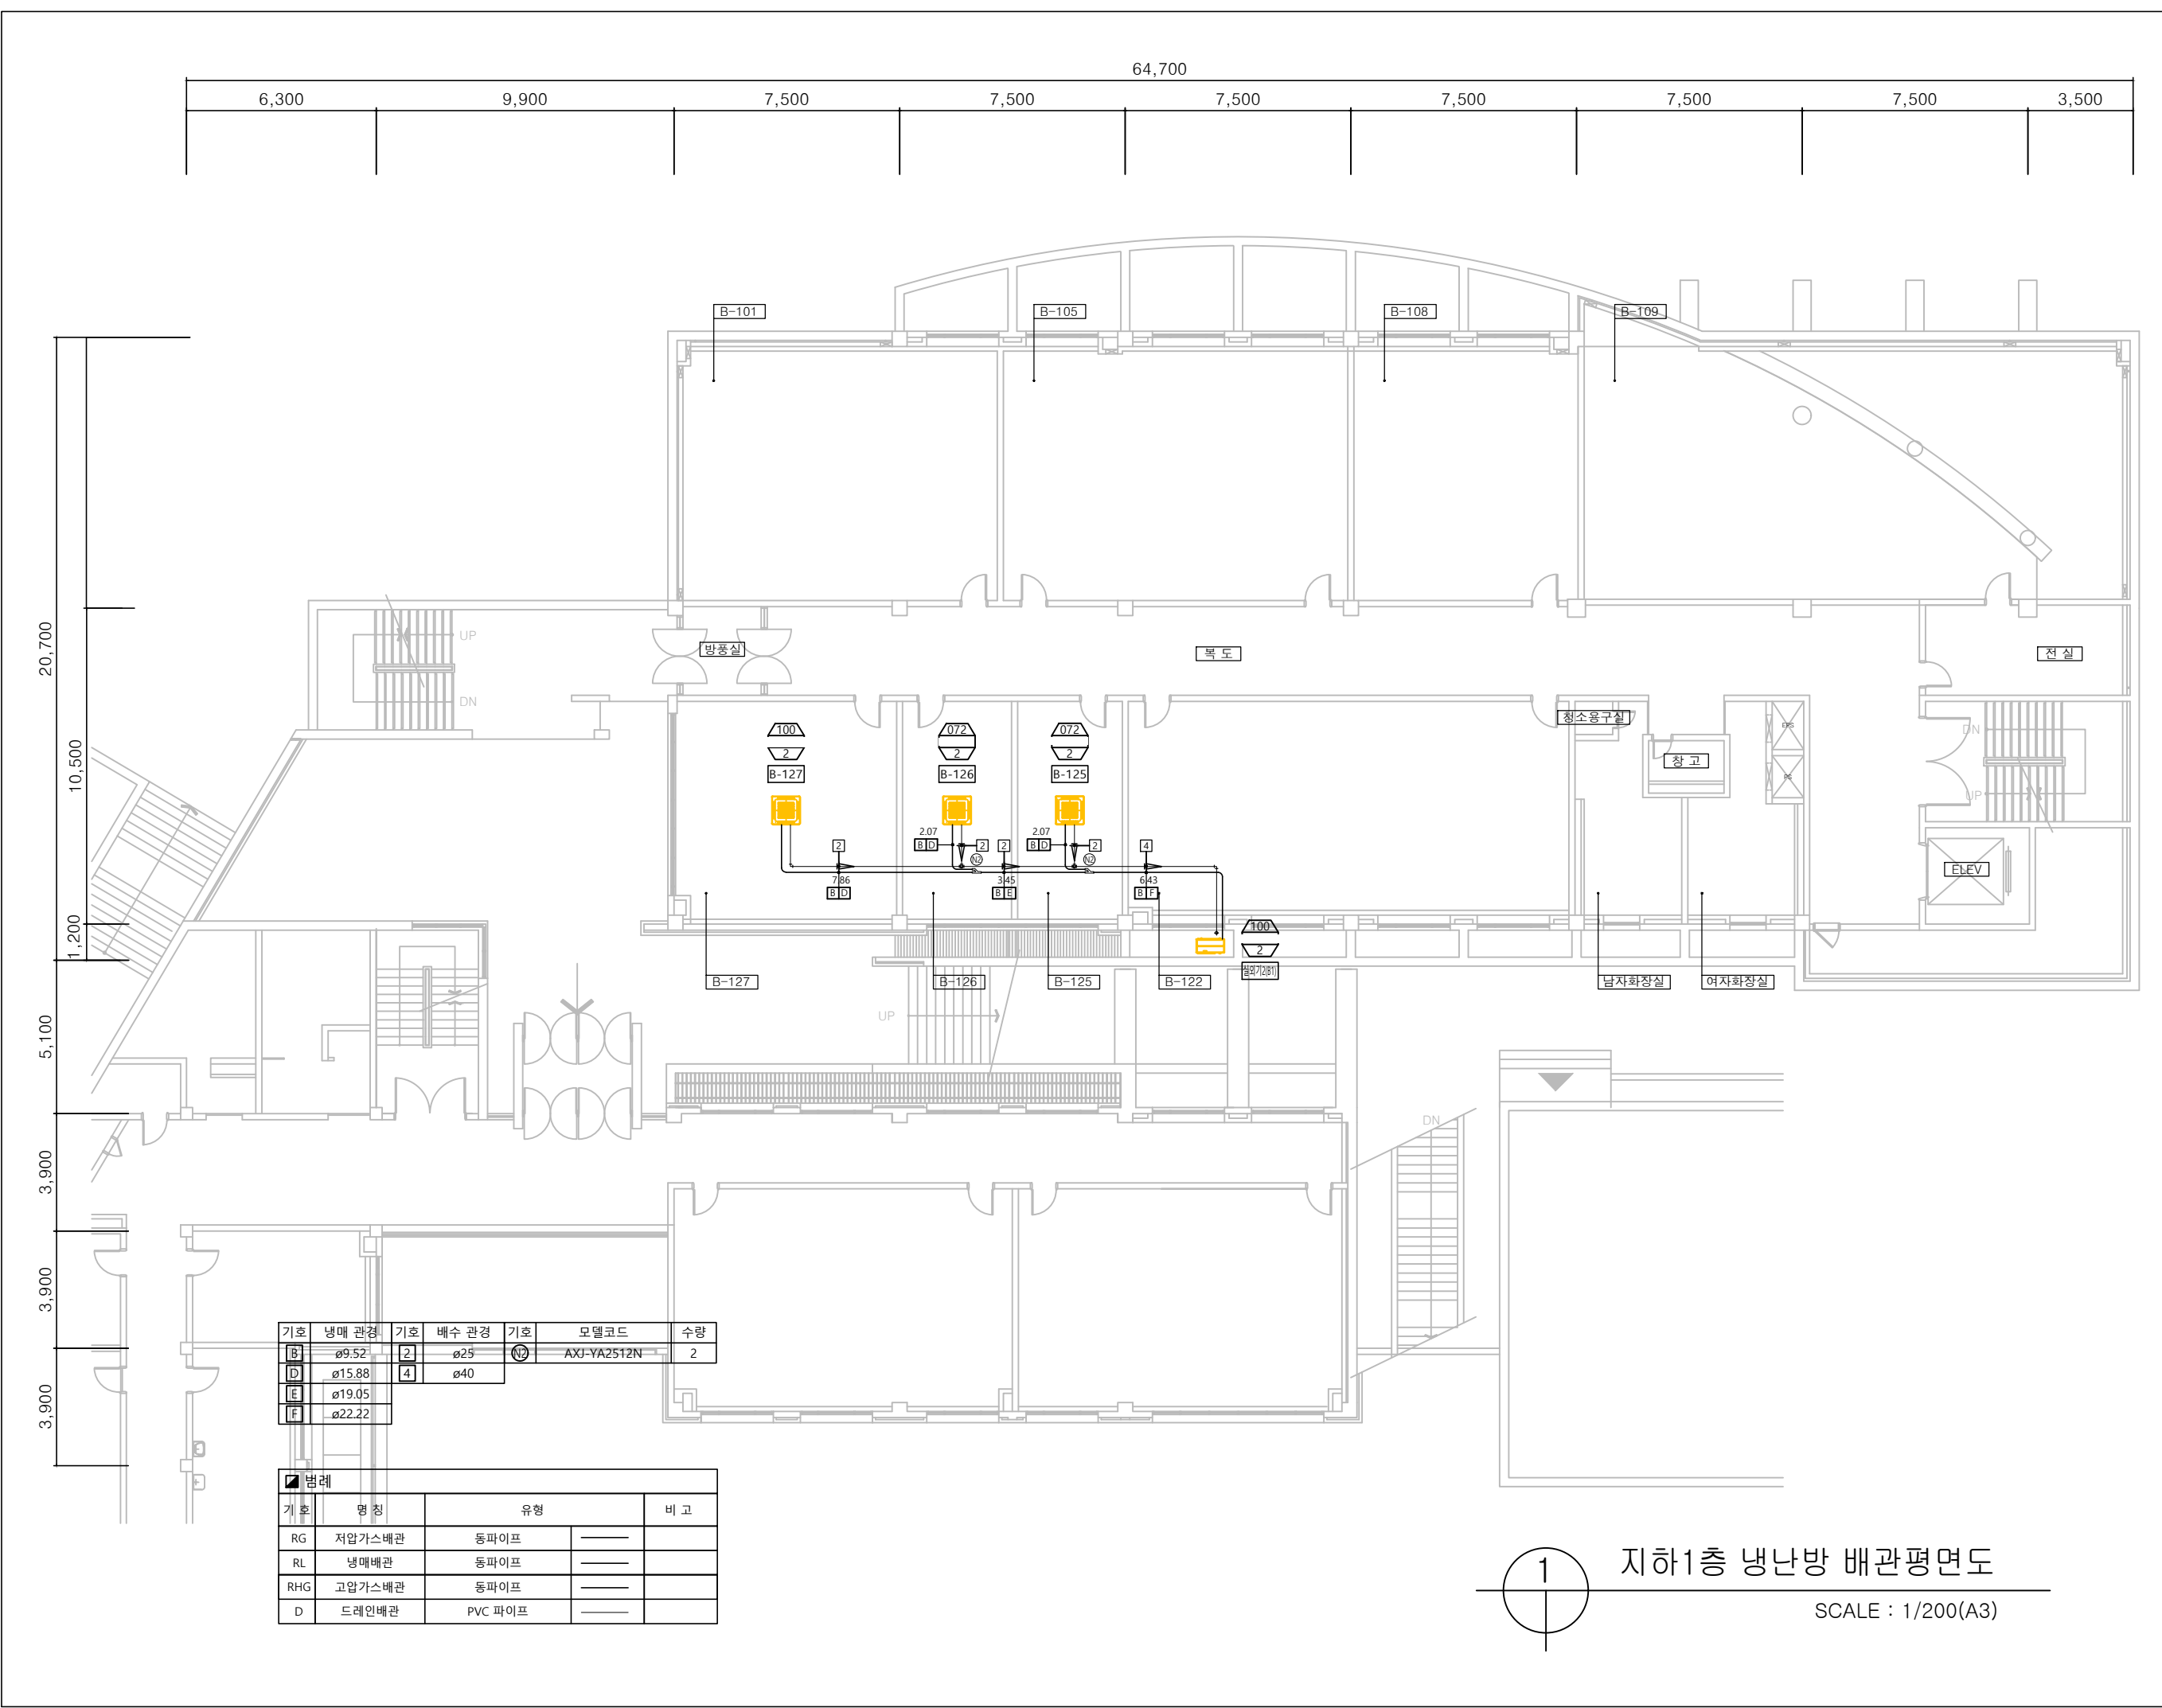 64,700
6,300 9,900 7,500 7,500 7,500 7,500 7,500 7,500 3,500
B-101 B-105 B-108 B-109
20,700
10,500
1,200
5,100
3,900
3,900
3,900
UP
DN
방풍실
복 도
전 실
청소용구실
창 고
EPS
PS
DN
UP
ELEV
100
2
B-127
072
2
B-126
072
2
B-125
2.07
B D
2
N2
2.07
B D
2
N2
2
7.86
B D
2
3.45
B E
4
6.43
B F
100
2
실외기2(B1)
B-127 B-126 B-125 B-122 남자화장실 여자화장실
UP
DN
기호 냉매 관경 기호 배수 관경 기호 모델코드 수량
B ø9.52 2 ø25 N2 AXJ-YA2512N 2
D ø15.88 4 ø40
E ø19.05
F ø22.22
범례
기 호 명 칭 유형 비 고
RG 저압가스배관 동파이프
RL 냉매배관 동파이프
RHG 고압가스배관 동파이프
D 드레인배관 PVC 파이프
1 지하1층 냉난방 배관평면도
SCALE : 1/200(A3)